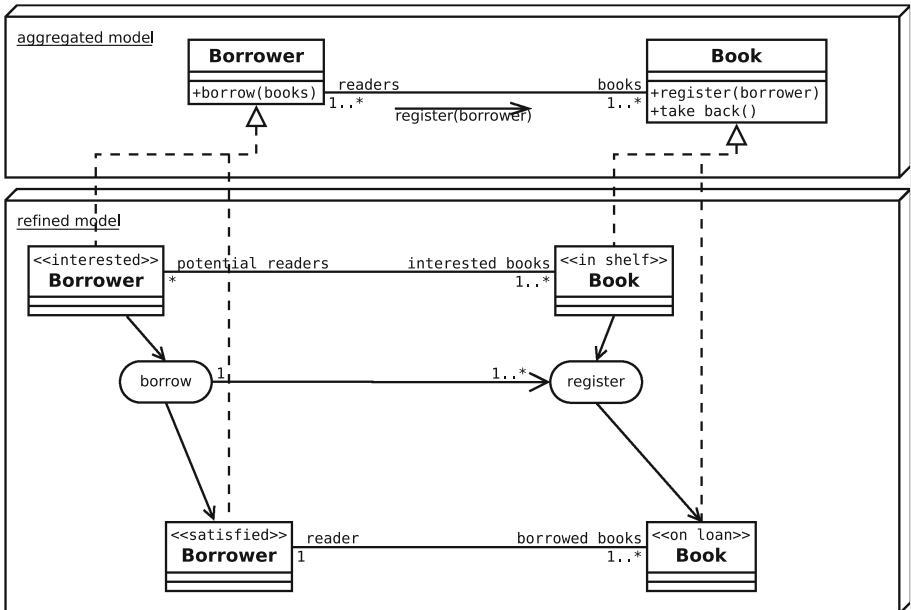 aggregated model
Borrower
+borrow(books)
readers
1..*
books
1..*
register(borrower)
Book
+register(borrower)
+take back()
refined model
<<interested>>
Borrower
potential readers
*
interested books
1..*
<<in shelf>>
Book
borrow
1
1..*
register
<<satisfied>>
Borrower
reader
1
borrowed books
1..*
<<on loan>>
Book